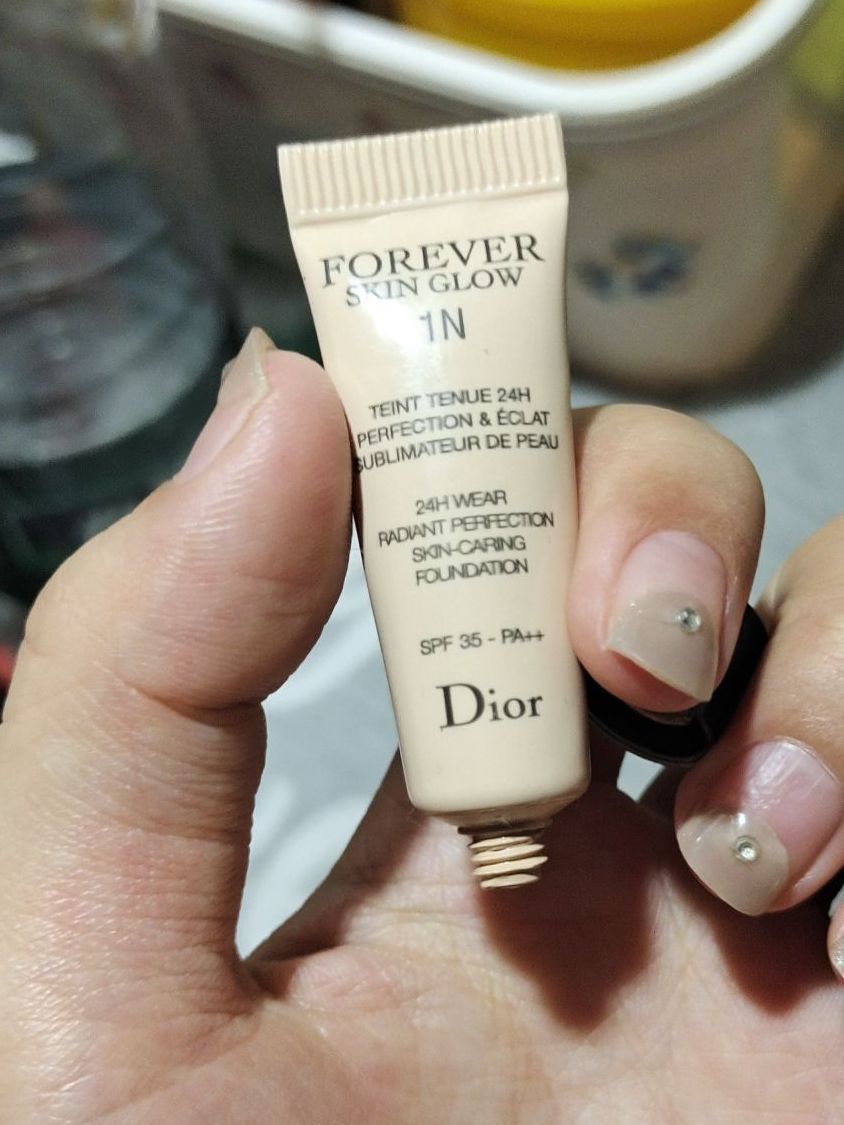 FOREVER
SKIN GLOW
1N
TEINT TENUE 24H
PERFECTION & ÉCLAT
SUBLIMATEUR DE PEAU
24H WEAR
RADIANT PERFECTION
SKIN-CARING
FOUNDATION
SPF 35 - PA++
Dior